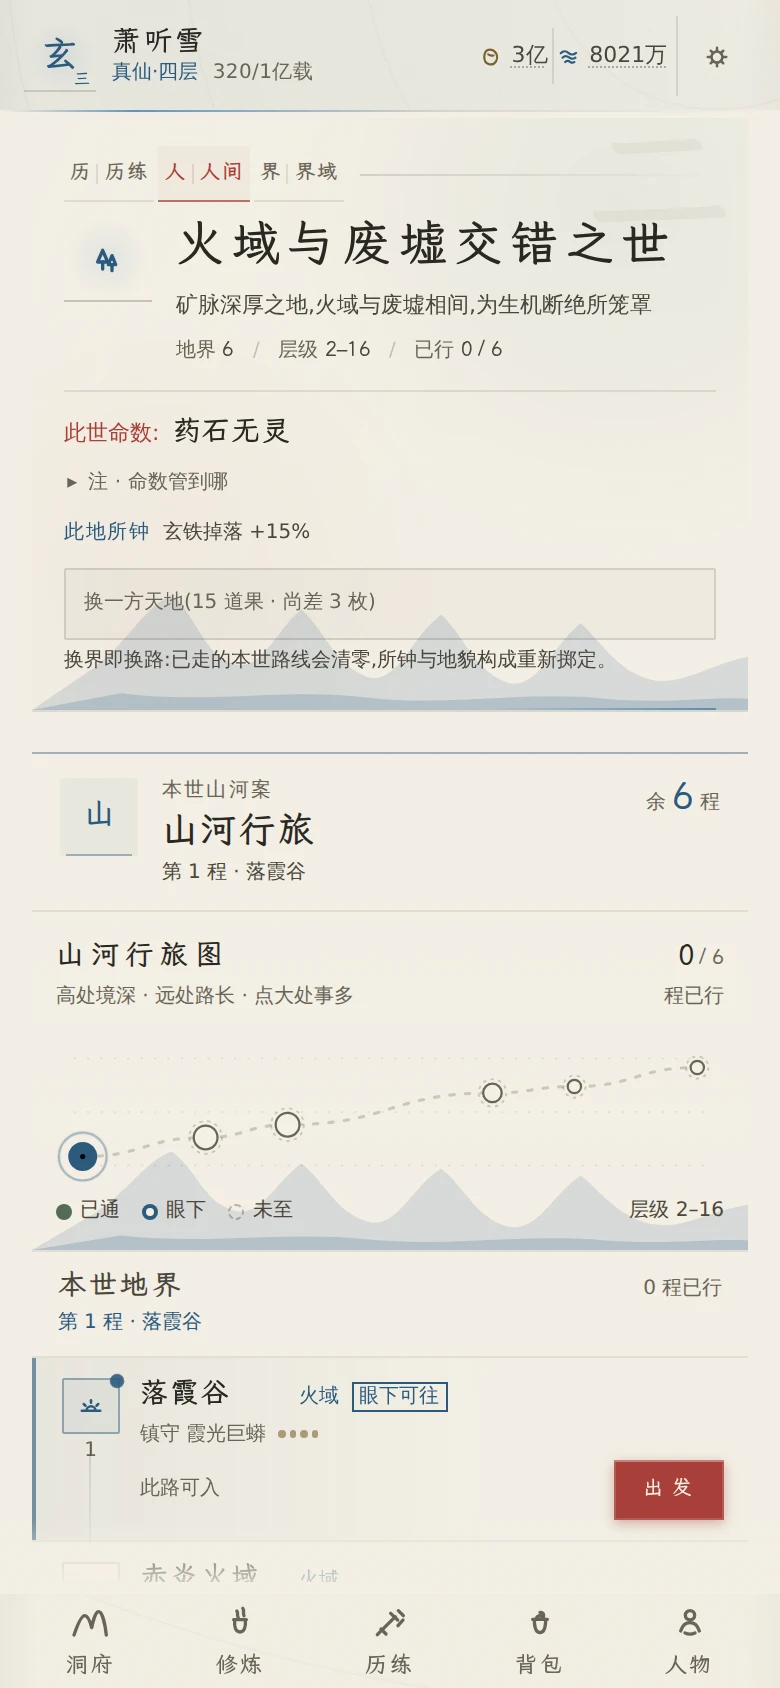 玄三
萧听雪
真仙·四层 320/1亿载
3亿 8021万
历 历练 人 人间 界 界域
火域与废墟交错之世
矿脉深厚之地,火域与废墟相间,为生机断绝所笼罩
地界 6 / 层级 2–16 / 已行 0 / 6
此世命数: 药石无灵
▸ 注 · 命数管到哪
此地所钟 玄铁掉落 +15%
换一方天地(15 道果 · 尚差 3 枚)
换界即换路:已走的本世路线会清零,所钟与地貌构成重新掷定。
山
本世山河案
山河行旅
第 1 程 · 落霞谷
余 6 程
山河行旅图
0 / 6
高处境深 · 远处路长 · 点大处事多
程已行
已通 眼下 未至
层级 2–16
本世地界
0 程已行
第 1 程 · 落霞谷
落霞谷 火域 眼下可往
镇守 霞光巨蟒
1
此路可入
出发
赤炎火域 火域
洞府 修炼 历练 背包 人物